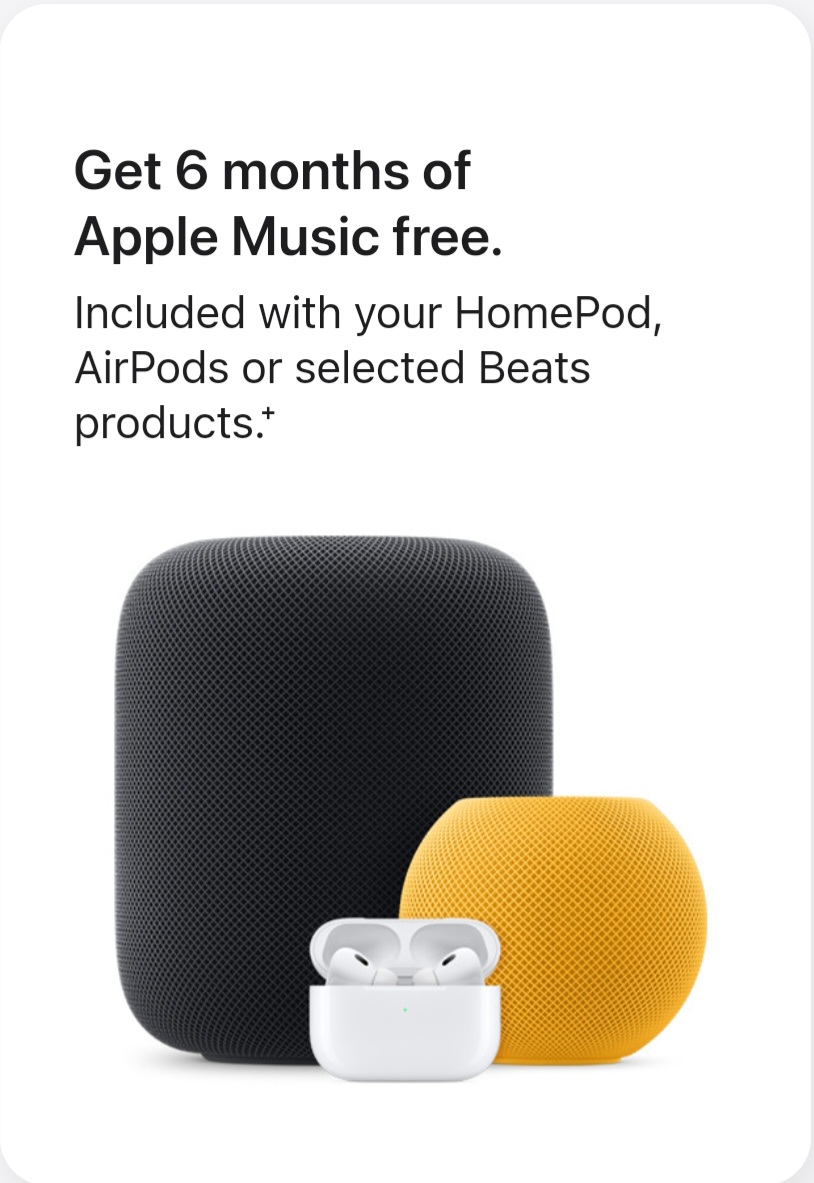 Get 6 months of
Apple Music free.
Included with your HomePod,
AirPods or selected Beats
products.⁺